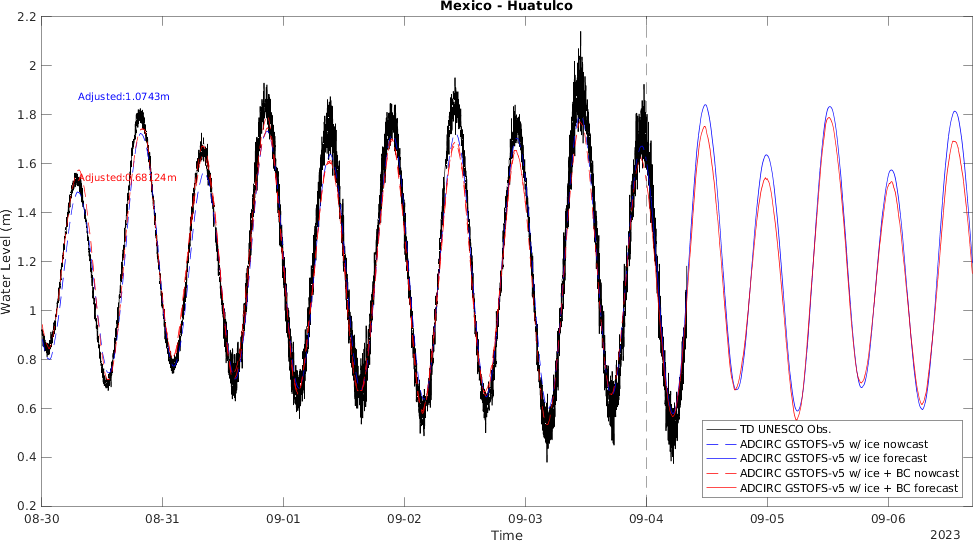 Mexico - Huatulco
2.2
2
1.8
1.6
1.4
1.2
1
0.8
0.6
0.4
0.2
Water Level (m)
Adjusted:1.0743m
Adjusted:0.68124m
TD UNESCO Obs.
ADCIRC GSTOFS-v5 w/ ice nowcast
ADCIRC GSTOFS-v5 w/ ice forecast
ADCIRC GSTOFS-v5 w/ ice + BC nowcast
ADCIRC GSTOFS-v5 w/ ice + BC forecast
08-30 08-31 09-01 09-02 09-03 09-04 09-05 09-06
Time
2023